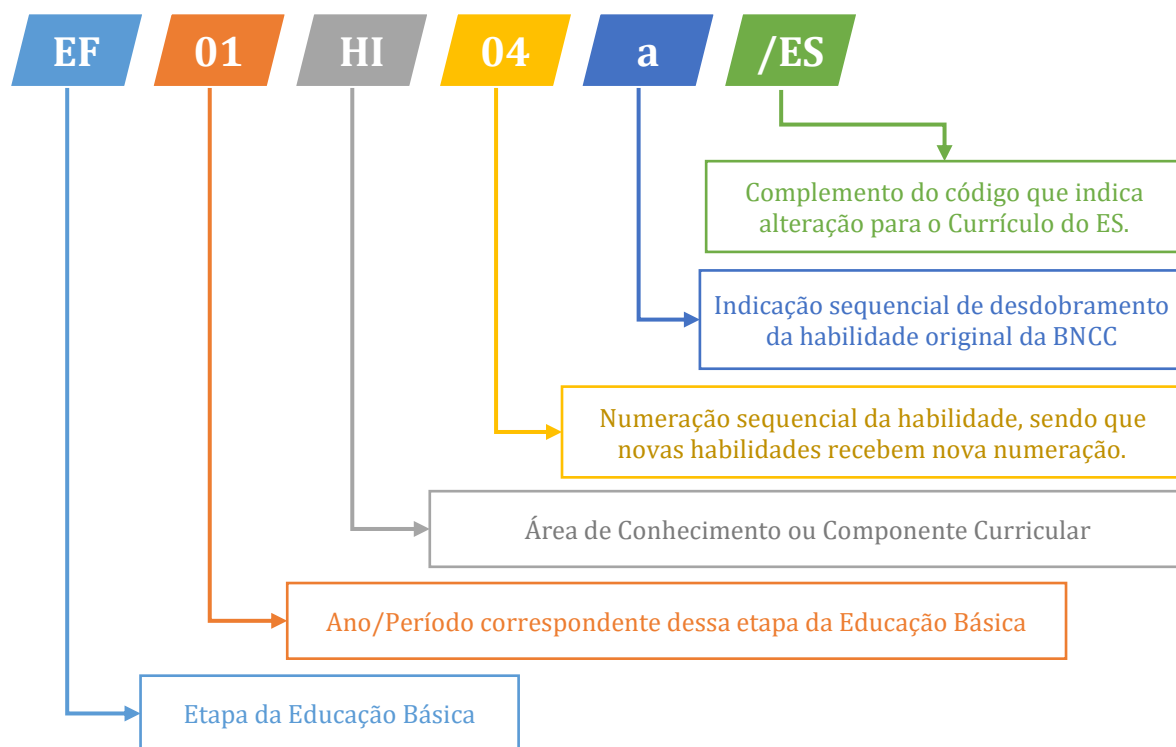 EF 01 HI 04 a /ES
Complemento do código que indica
alteração para o Currículo do ES.
Indicação sequencial de desdobramento
da habilidade original da BNCC
Numeração sequencial da habilidade, sendo que
novas habilidades recebem nova numeração.
Área de Conhecimento ou Componente Curricular
Ano/Período correspondente dessa etapa da Educação Básica
Etapa da Educação Básica